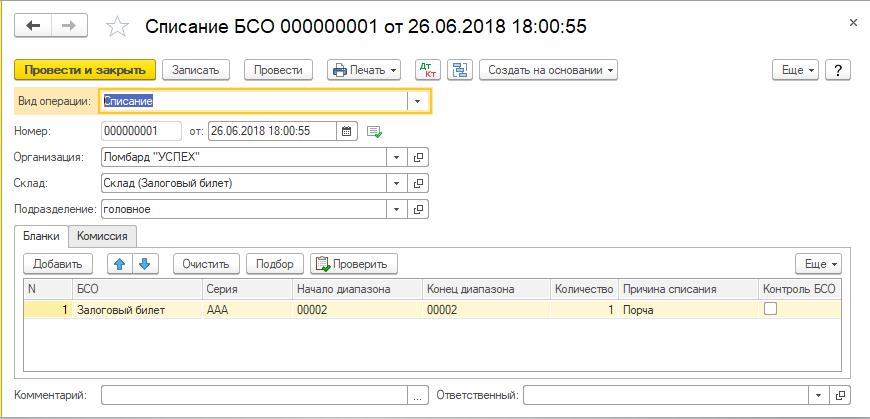 Списание БСО 000000001 от 26.06.2018 18:00:55
Провести и закрыть Записать Провести Печать Дт Кт Создать на основании Еще ?
Вид операции: Списание
Номер: 000000001 от: 26.06.2018 18:00:55
Организация: Ломбард "УСПЕХ"
Склад: Склад (Залоговый билет)
Подразделение: головное
Бланки Комиссия
Добавить Очистить Подбор Проверить Еще
N БСО Серия Начало диапазона Конец диапазона Количество Причина списания Контроль БСО
1 Залоговый билет ААА 00002 00002 1 Порча
Комментарий: ... Ответственный: